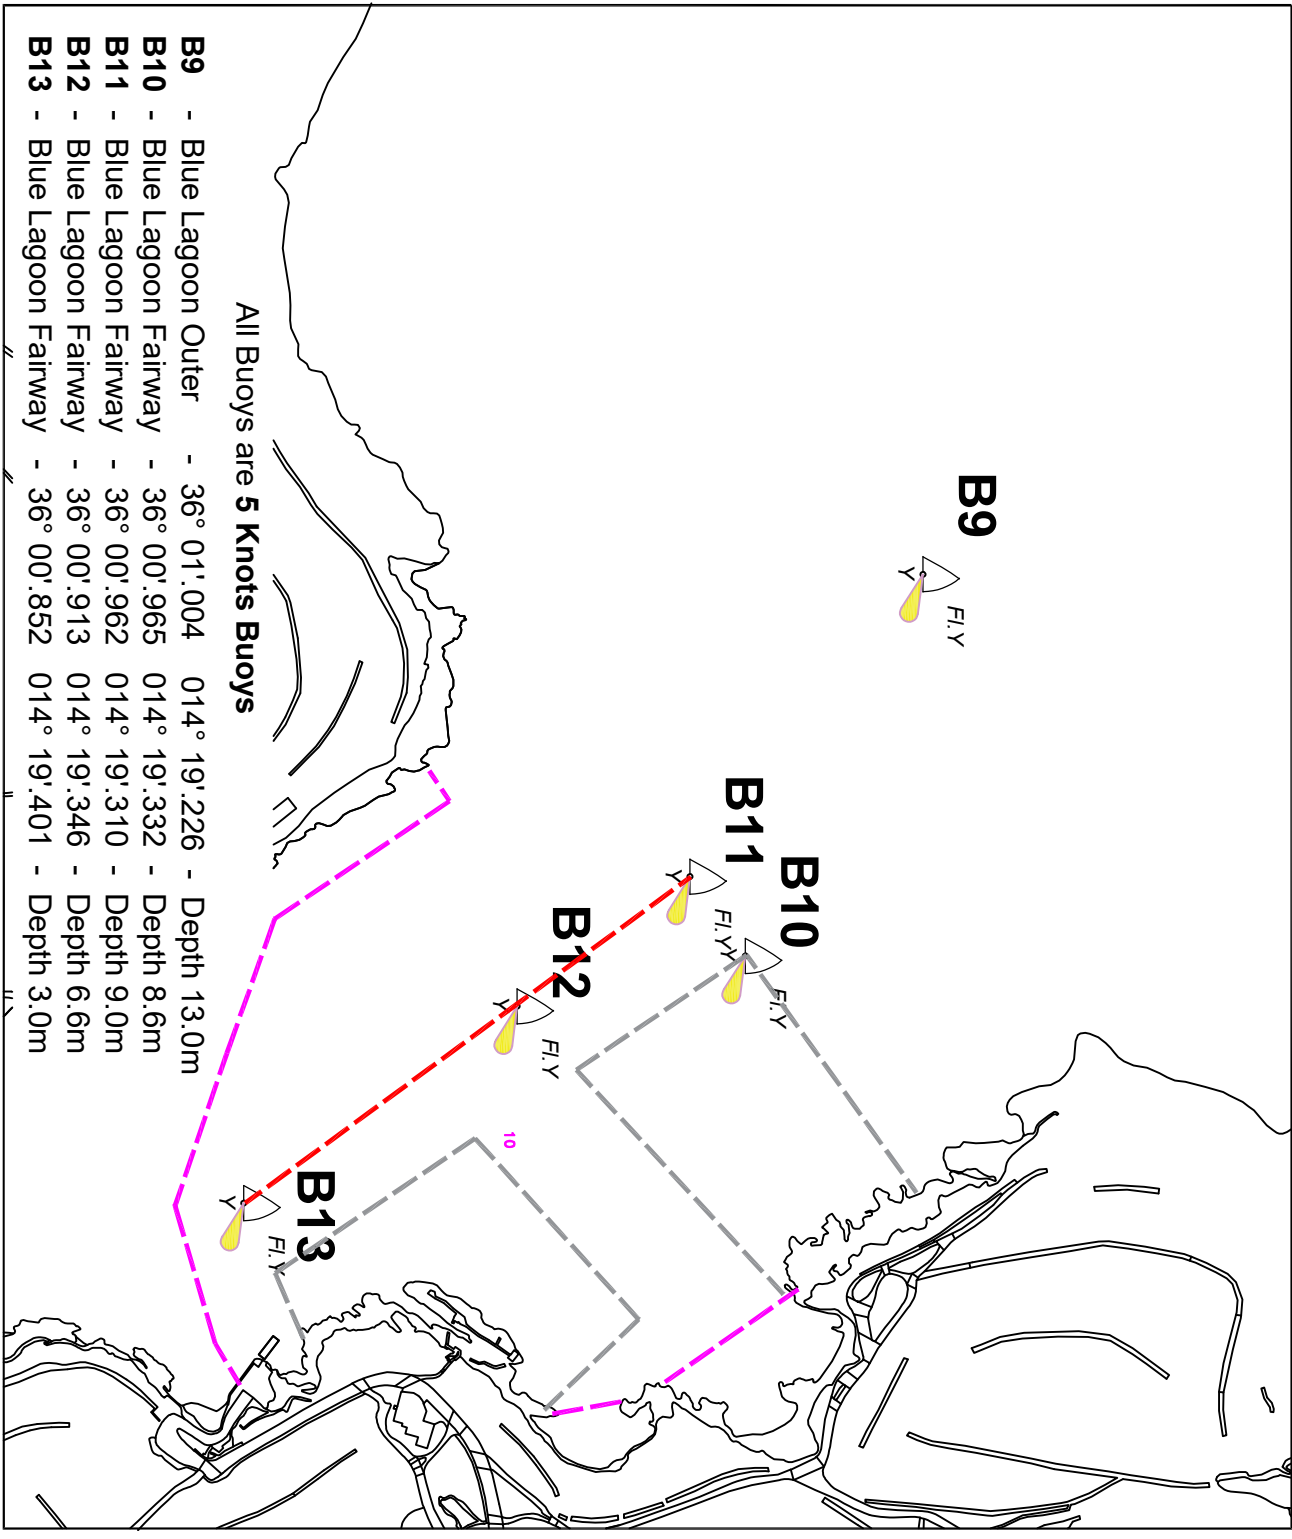 B9
Fl.Y
Y
B11
B10
Fl.Y
Y
Fl.Y
Y
B12
Fl.Y
Y
10
B13
Fl.Y
Y
All Buoys are 5 Knots Buoys
B9 - Blue Lagoon Outer - 36° 01'.004 014° 19'.226 - Depth 13.0m
B10 - Blue Lagoon Fairway - 36° 00'.965 014° 19'.332 - Depth 8.6m
B11 - Blue Lagoon Fairway - 36° 00'.962 014° 19'.310 - Depth 9.0m
B12 - Blue Lagoon Fairway - 36° 00'.913 014° 19'.346 - Depth 6.6m
B13 - Blue Lagoon Fairway - 36° 00'.852 014° 19'.401 - Depth 3.0m